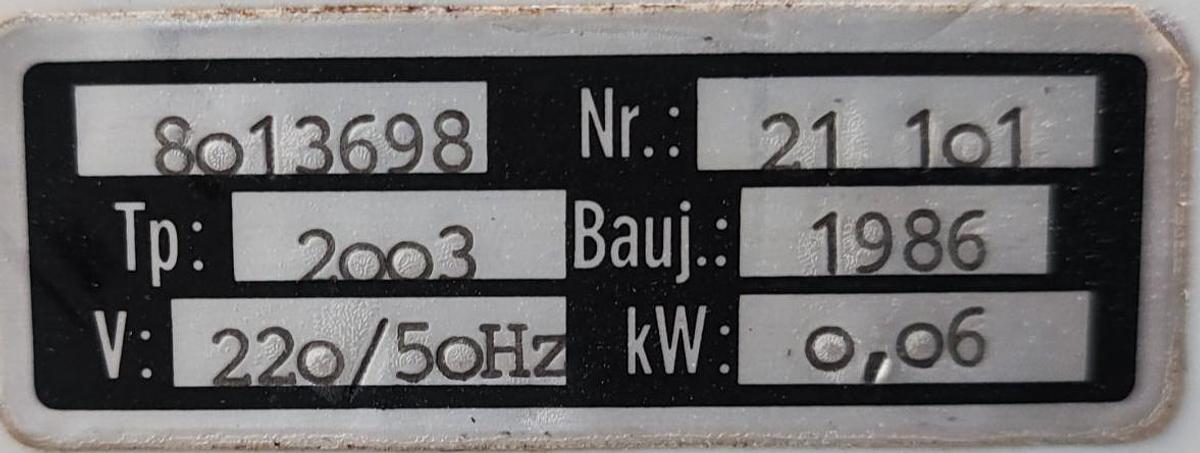 8013698 Nr.: 21 101
Tp: 2003 Bauj.: 1986
V: 220/50Hz kW: 0,06